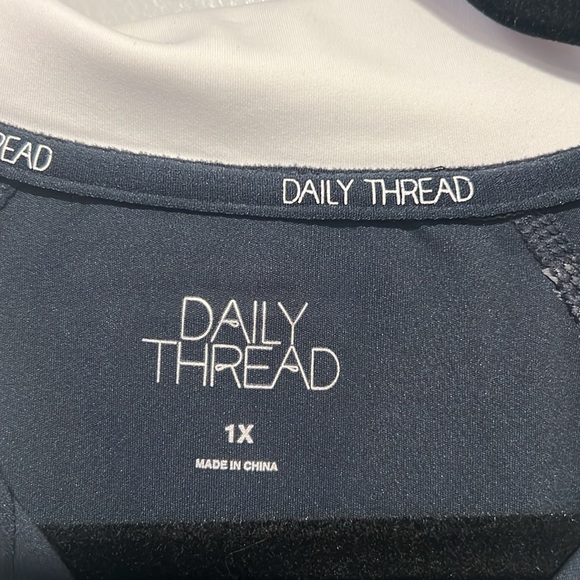 READ
DAILY THREAD
DAILY
THREAD
1X
MADE IN CHINA